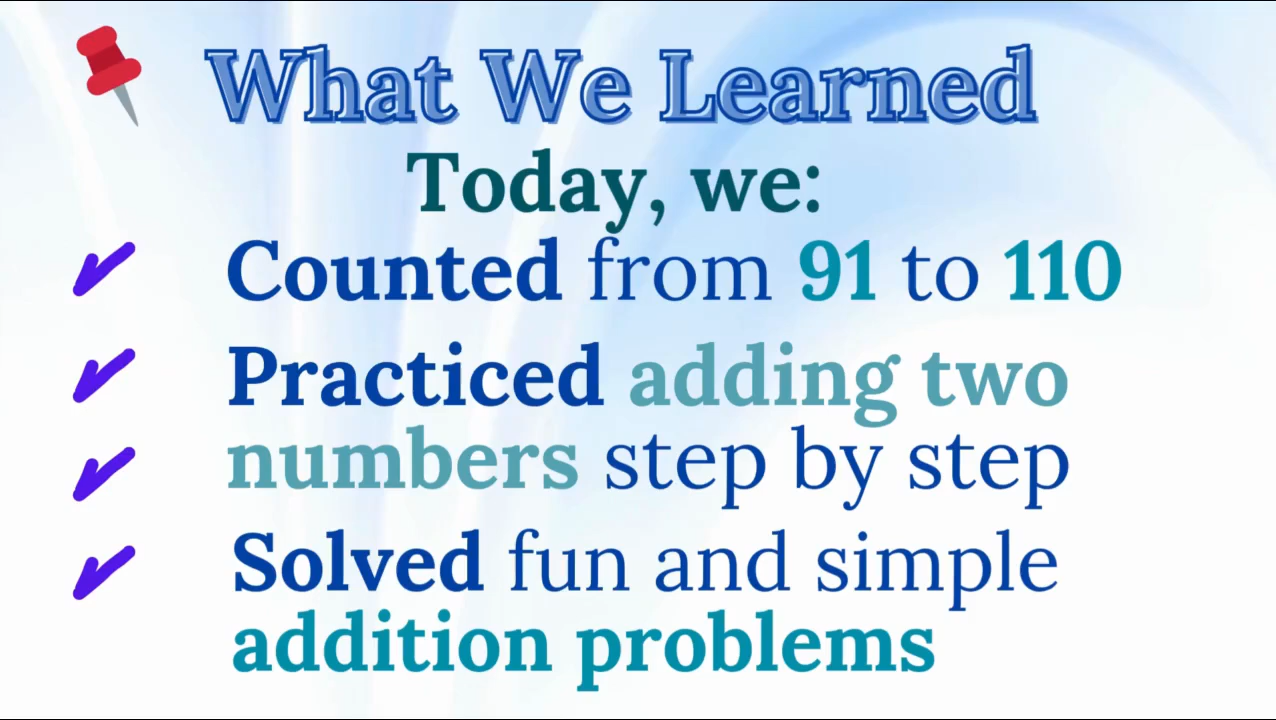 What We Learned
Today, we:
Counted from 91 to 110
Practiced adding two
numbers step by step
Solved fun and simple
addition problems